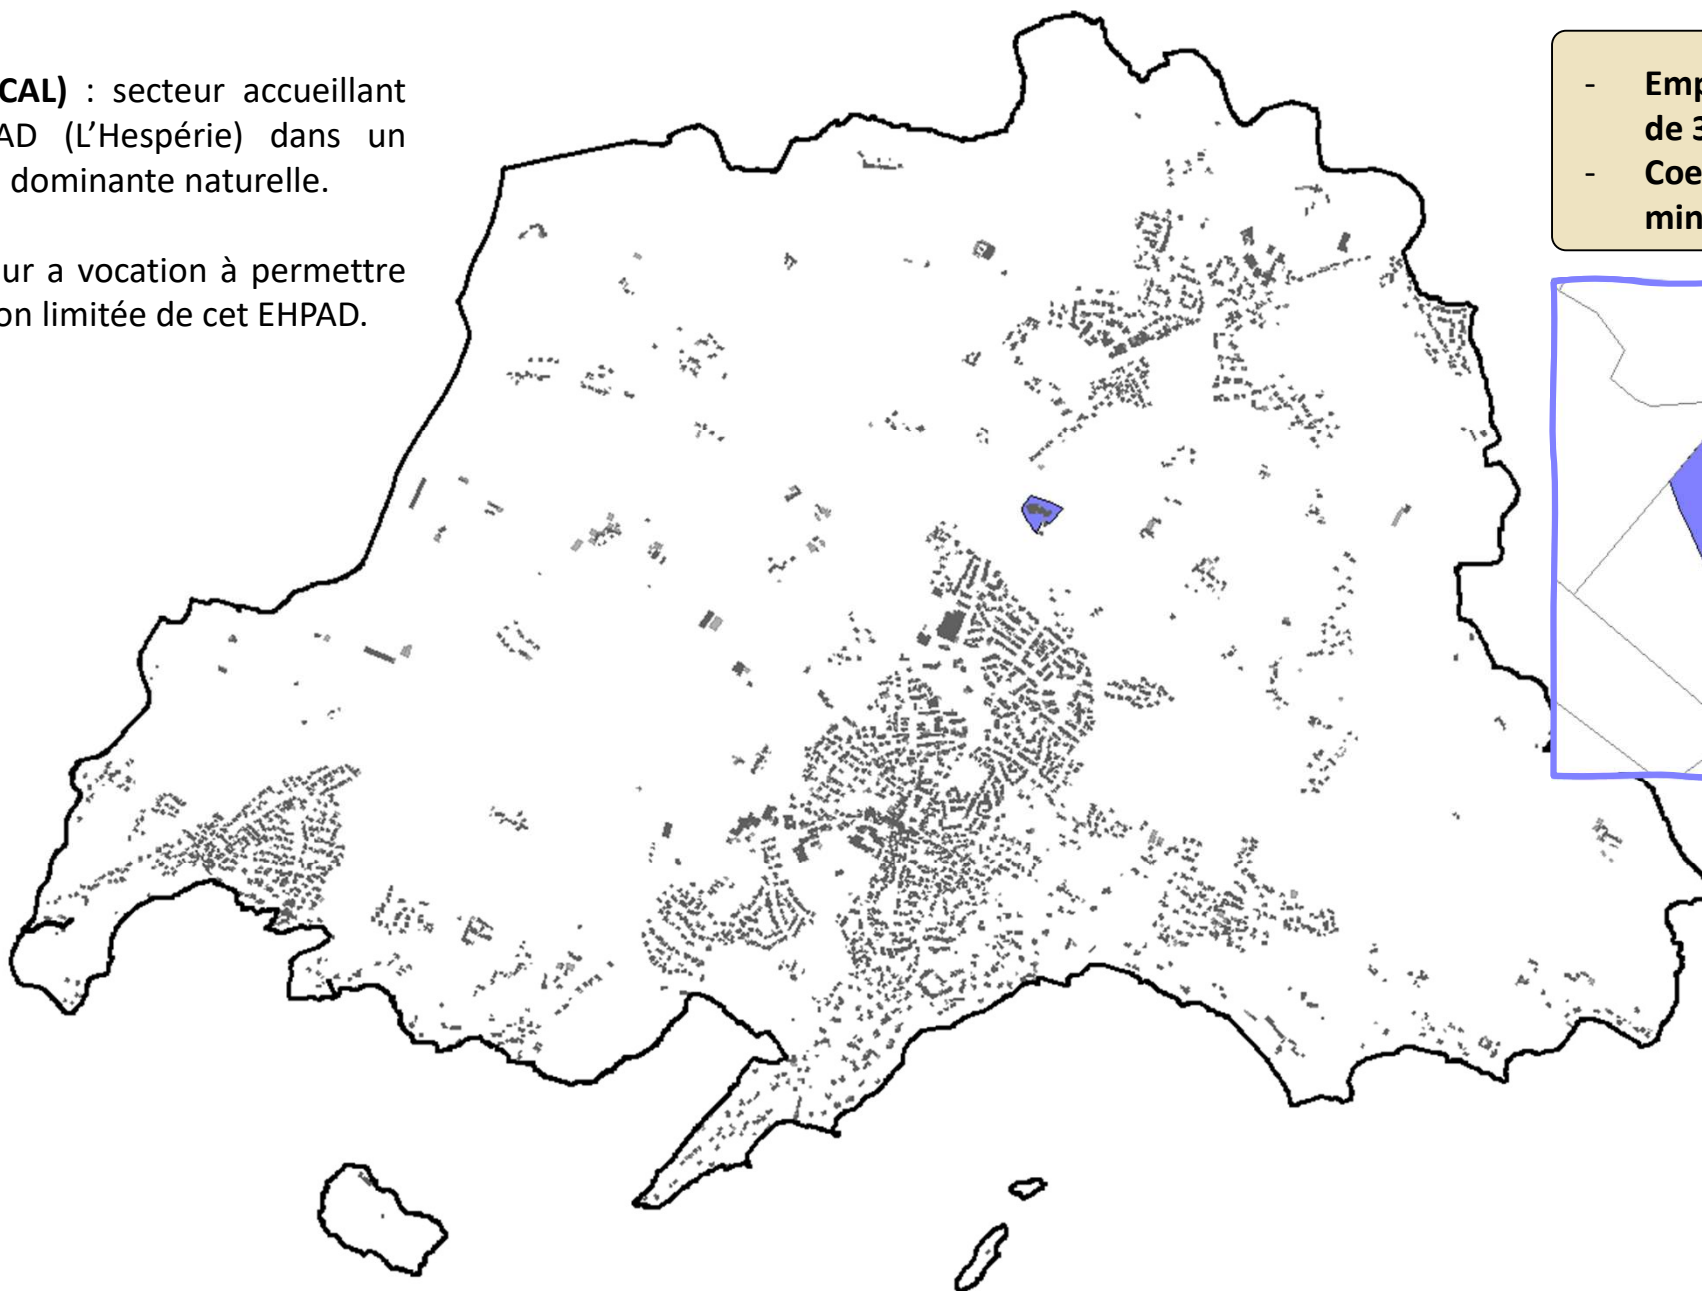 CAL) : secteur accueillant
AD (L’Hespérie) dans un
dominante naturelle.
ur a vocation à permettre
on limitée de cet EHPAD.
- Emp
de 3
- Coe
min